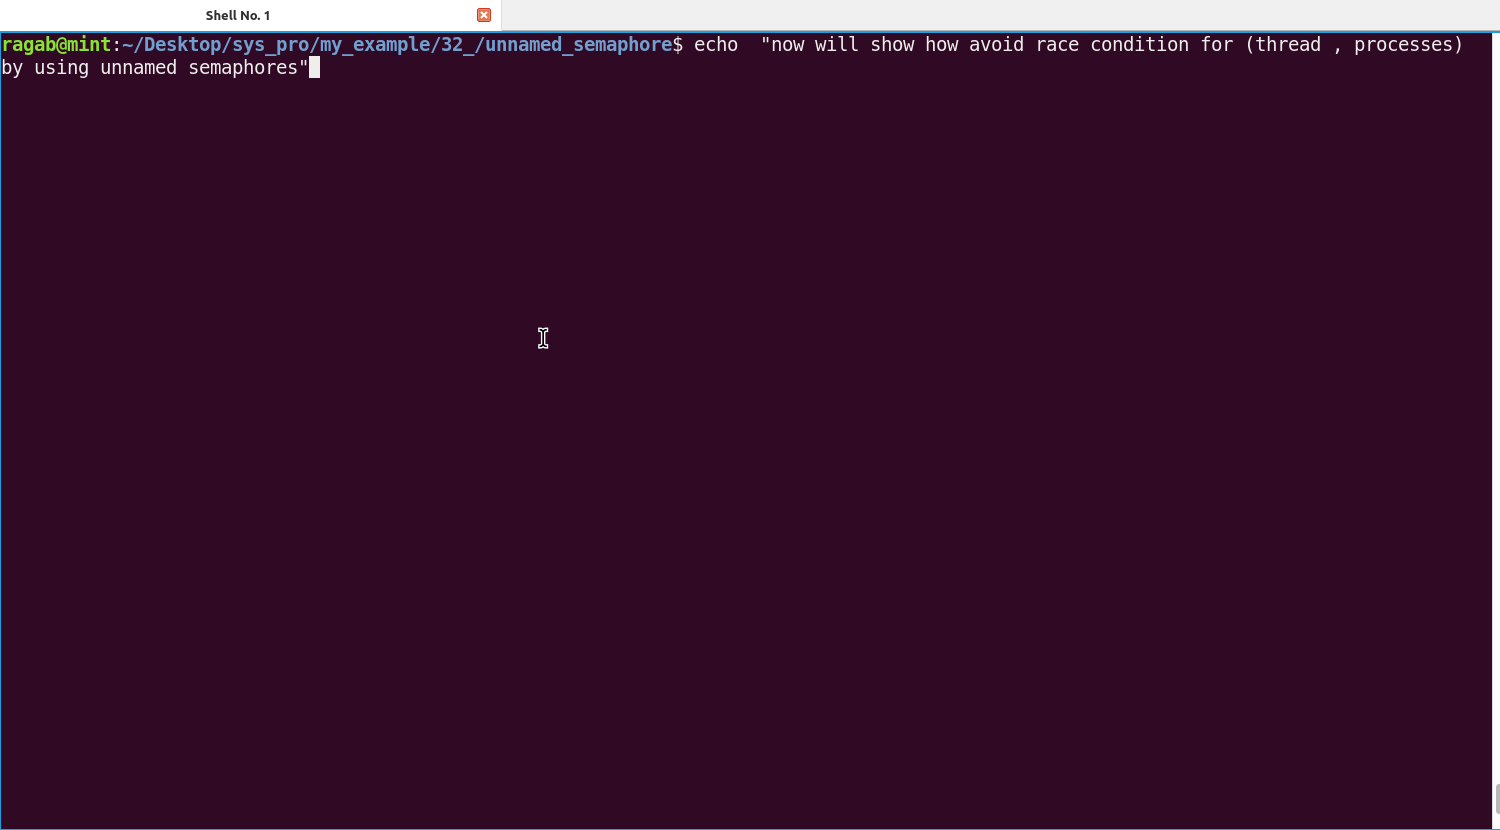 Shell No. 1
ragab@mint:~/Desktop/sys_pro/my_example/32_/unnamed_semaphore$ echo  "now will show how avoid race condition for (thread , processes)
by using unnamed semaphores"